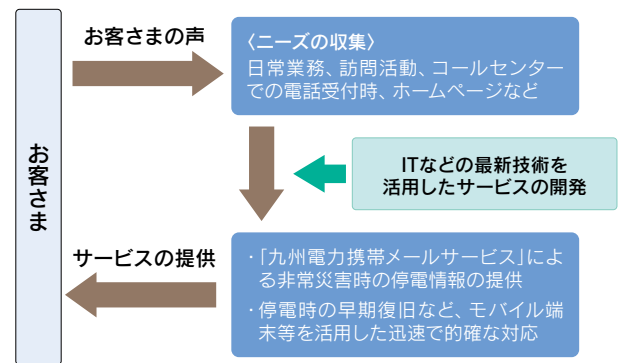 お客さま
お客さまの声
〈ニーズの収集〉
日常業務、訪問活動、コールセンター
での電話受付時、ホームページなど
ITなどの最新技術を
活用したサービスの開発
サービスの提供
・「九州電力携帯メールサービス」によ
る非常災害時の停電情報の提供
・停電時の早期復旧など、モバイル端
末等を活用した迅速で的確な対応